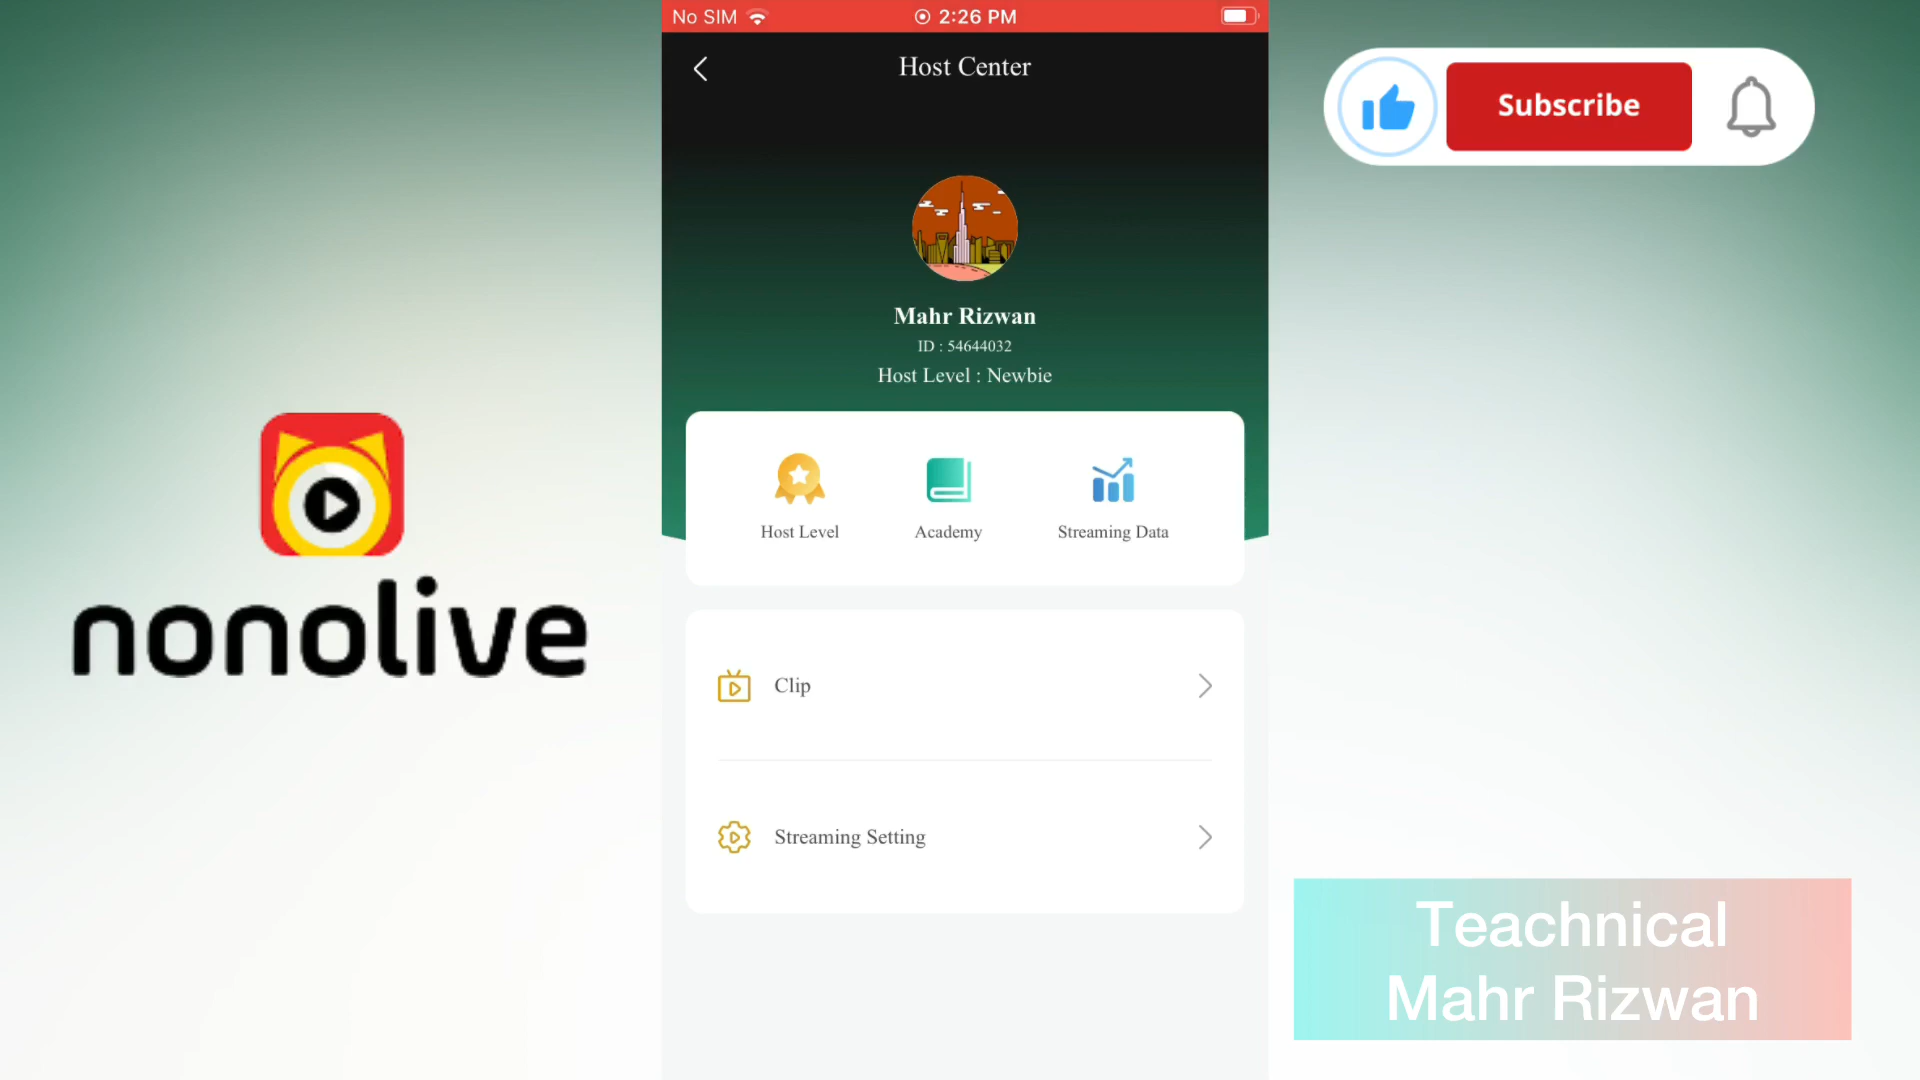 No SIM
2:26 PM
Host Center
Subscribe
Mahr Rizwan
ID : 54644032
Host Level : Newbie
Host Level
Academy
Streaming Data
nonolive
Clip
Streaming Setting
Teachnical
Mahr Rizwan